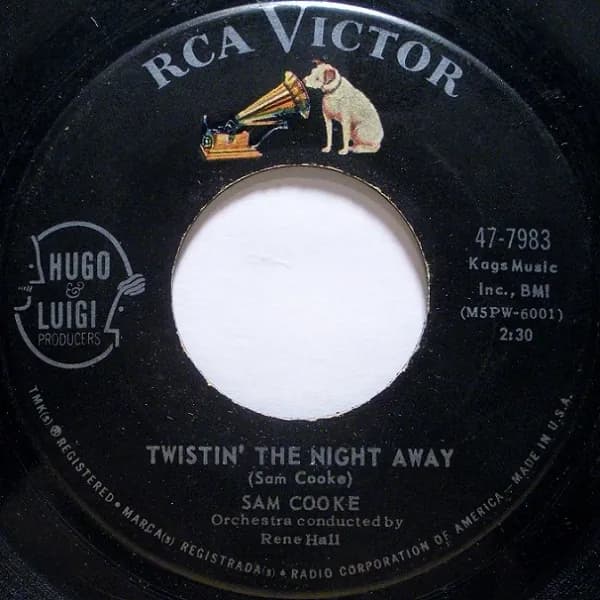 RCA VICTOR
HUGO
&
LUIGI
PRODUCERS
47-7983
Kags Music
Inc., BMI
(M5PW-6001)
2:30
TWISTIN' THE NIGHT AWAY
(Sam Cooke)
SAM COOKE
Orchestra conducted by
Rene Hall
TMK(s) ® REGISTERED • MARCA(s) REGISTRADA(s) • RADIO CORPORATION OF AMERICA—MADE IN U.S.A.